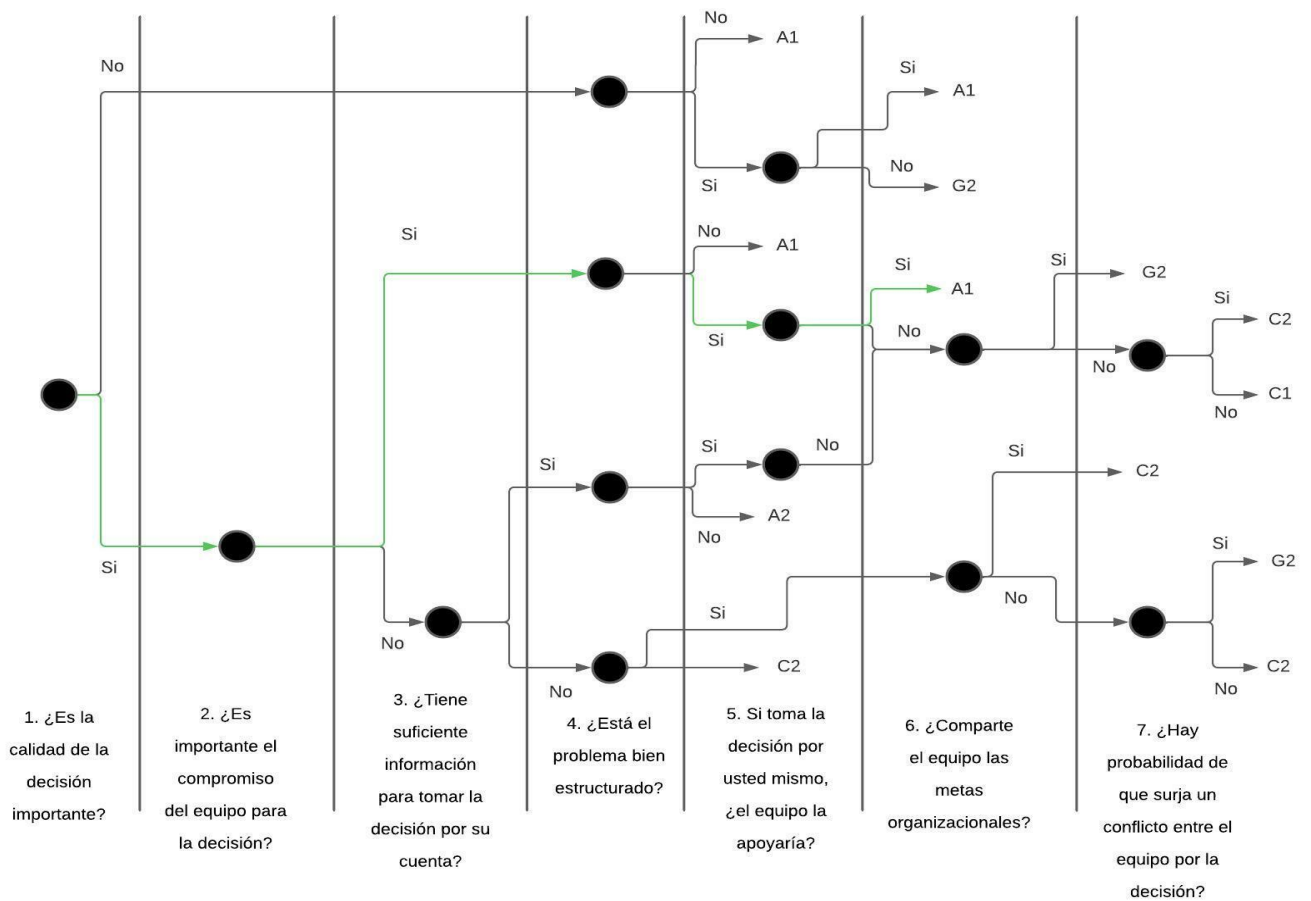 No
No
A1
Si
A1
Si
No
G2
Si
No
A1
Si
A1
Si
No
Si
G2
Si
C2
No
C1
No
Si
Si
No
A2
No
Si
C2
Si
No
Si
C2
No
Si
G2
No
C2
No
1. ¿Es la
calidad de la
decisión
importante?
2. ¿Es
importante el
compromiso
del equipo para
la decisión?
3. ¿Tiene
suficiente
información
para tomar la
decisión por su
cuenta?
4. ¿Está el
problema bien
estructurado?
5. Si toma la
decisión por
usted mismo,
¿el equipo la
apoyaría?
6. ¿Comparte
el equipo las
metas
organizacionales?
7. ¿Hay
probabilidad de
que surja un
conflicto entre el
equipo por la
decisión?